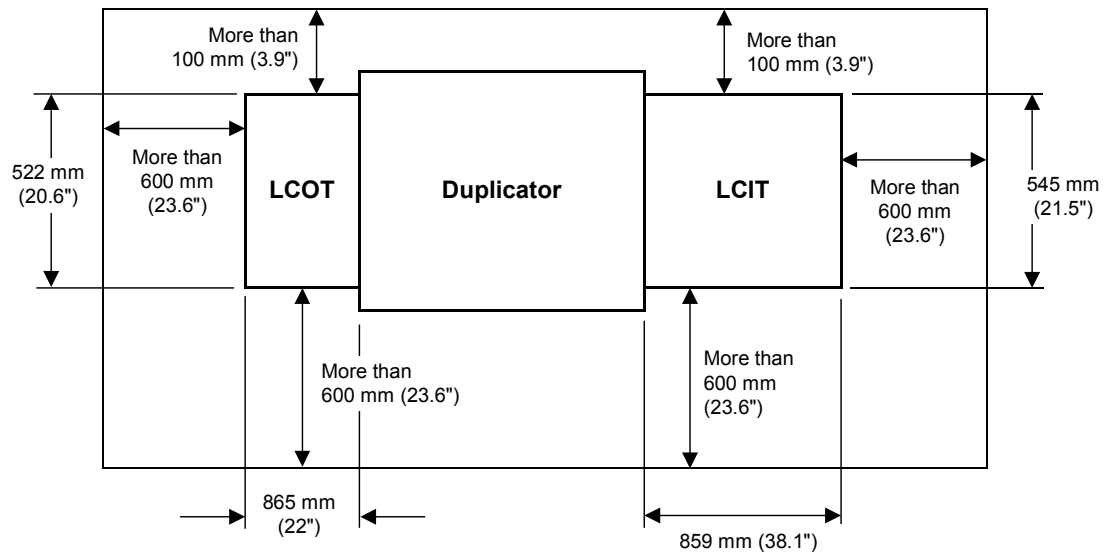 More than
100 mm (3.9")
More than
100 mm (3.9")
522 mm
(20.6")
More than
600 mm
(23.6")
LCOT
Duplicator
LCIT
More than
600 mm
(23.6")
545 mm
(21.5")
More than
600 mm (23.6")
More than
600 mm
(23.6")
865 mm
(22")
859 mm (38.1")